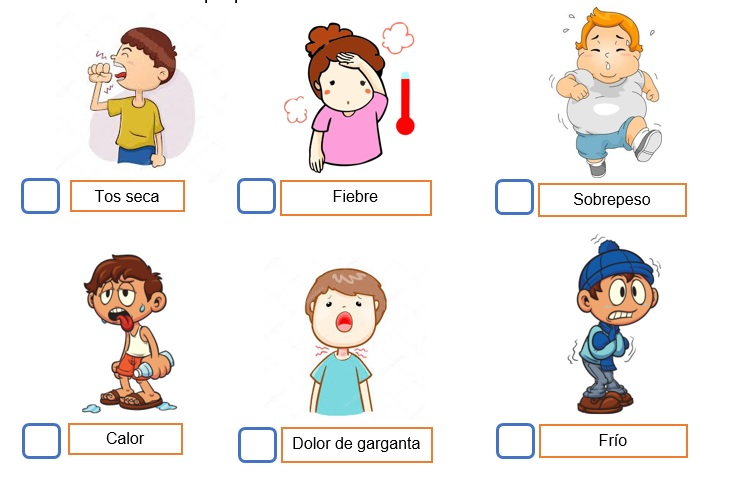 Tos seca
Fiebre
Sobrepeso
Calor
Dolor de garganta
Frío